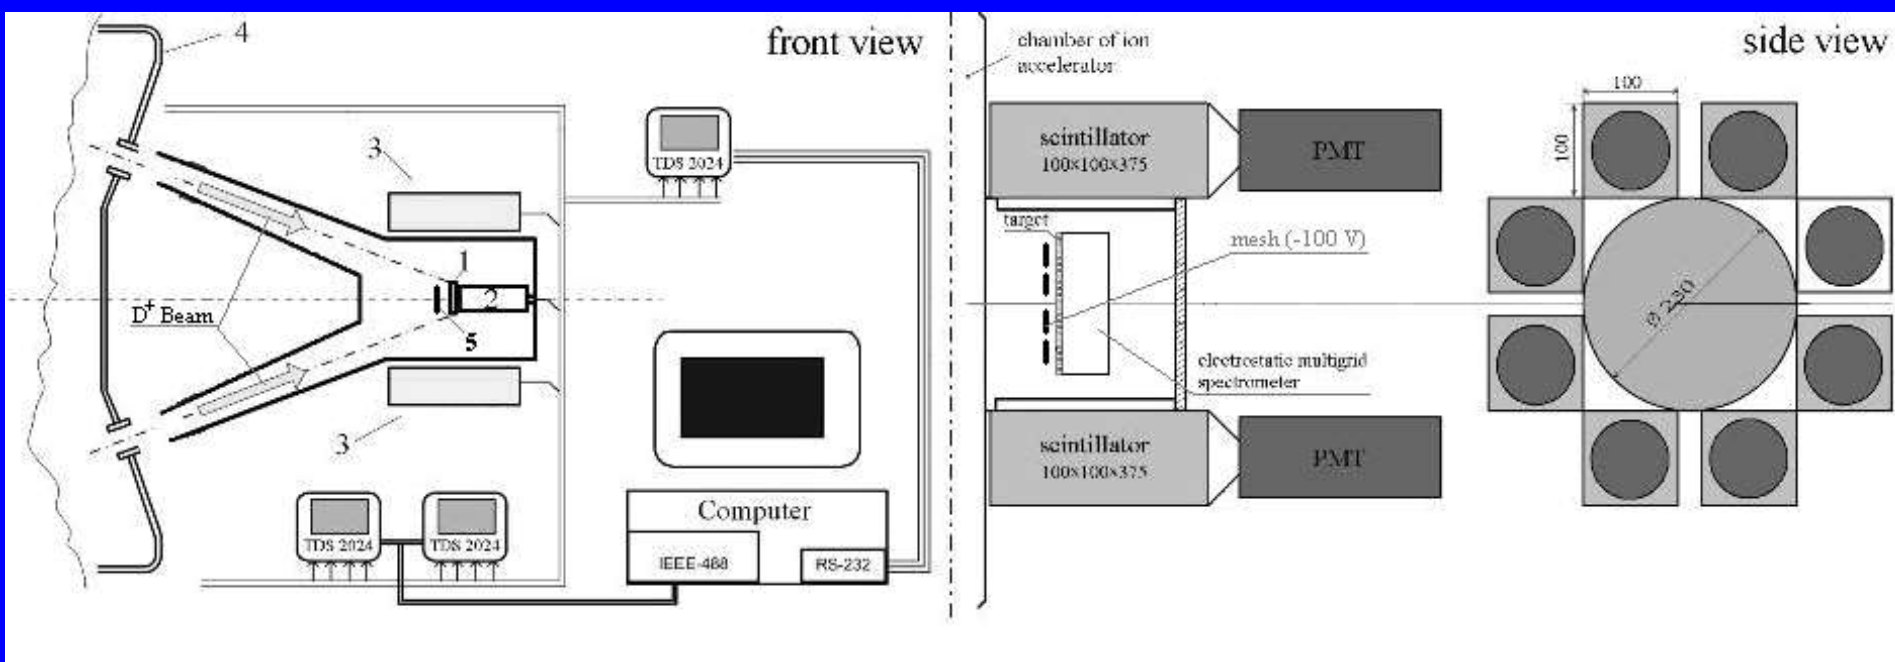 front view
4
3
TDS 2024
1
2
D+ Beam
5
3
TDS 2024
TDS 2024
Computer
IEEE-488
RS-232
side view
chamber of ion
accelerator
scintillator
100×100×375
PMT
target
mesh (-100 V)
electrostatic multigrid
spectrometer
scintillator
100×100×375
PMT
100
100
Ø 230